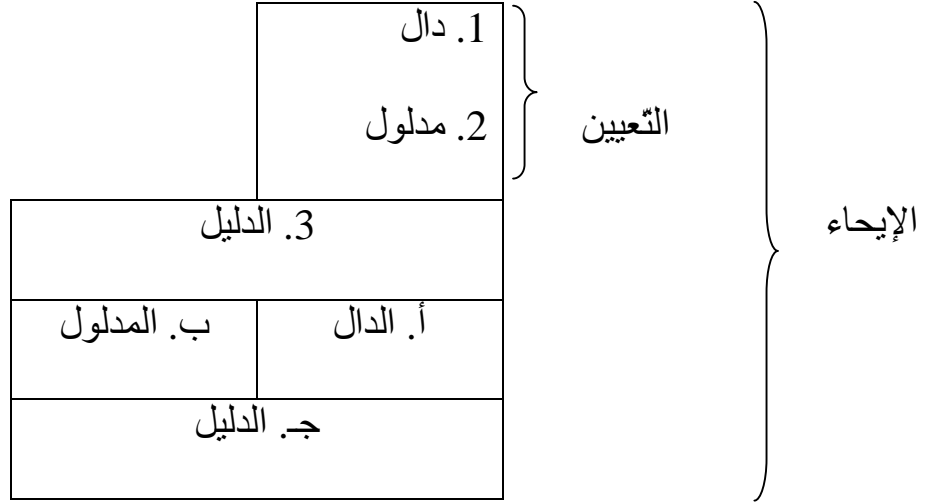 1. دال
2. مدلول
التّعيين
الإيحاء
3. الدليل
أ. الدال
ب. المدلول
جـ. الدليل